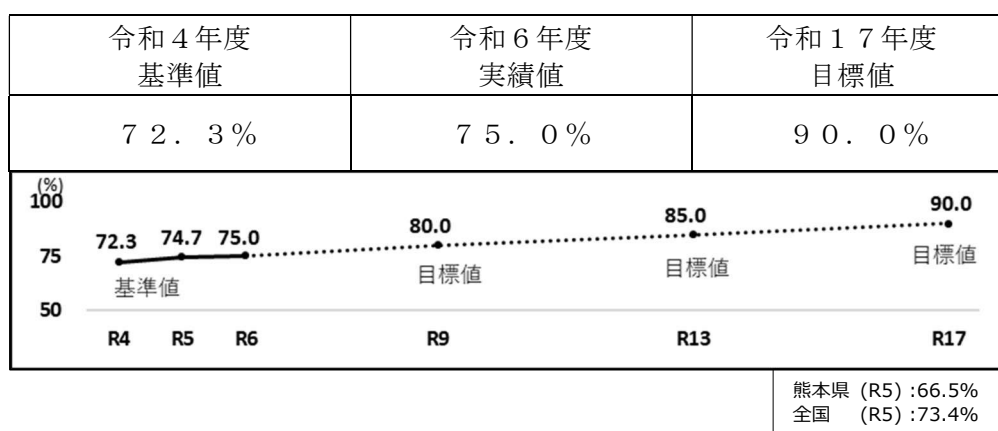 令和４年度 令和６年度 令和１７年度
基準値 実績値 目標値
７２．３％ ７５．０％ ９０．０％
(%)
100
72.3 74.7 75.0 80.0 85.0 90.0
75
基準値 目標値 目標値 目標値
50
R4 R5 R6 R9 R13 R17
熊本県 (R5) :66.5%
全国 (R5) :73.4%